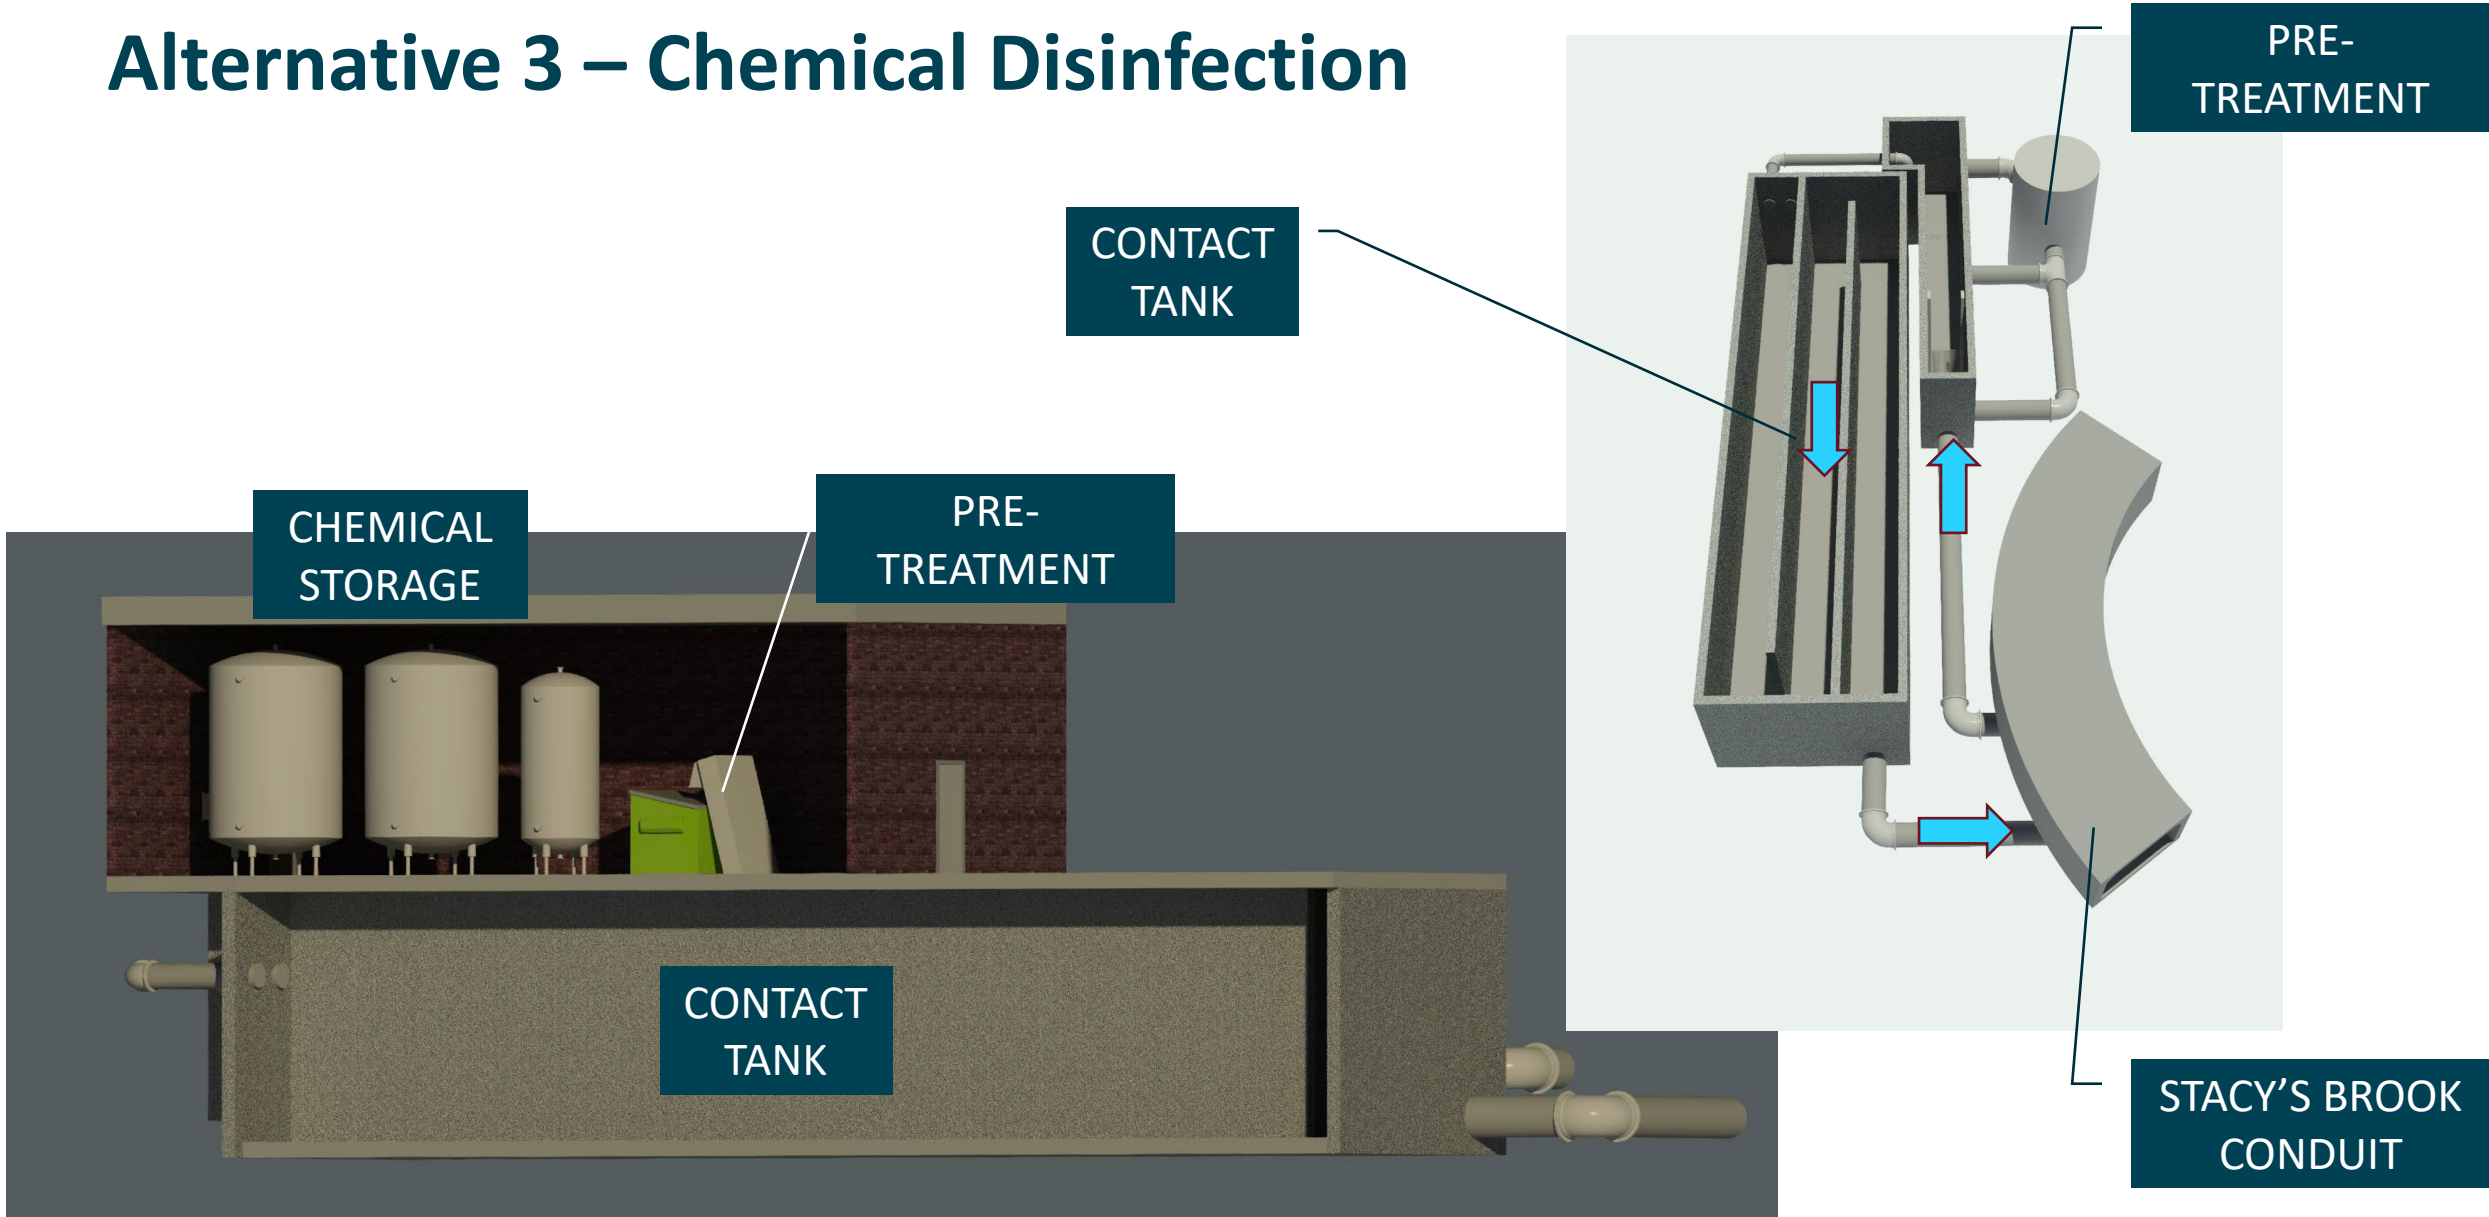 Alternative 3 – Chemical Disinfection
PRE-
TREATMENT
CONTACT
TANK
CHEMICAL
STORAGE
PRE-
TREATMENT
CONTACT
TANK
STACY’S BROOK
CONDUIT